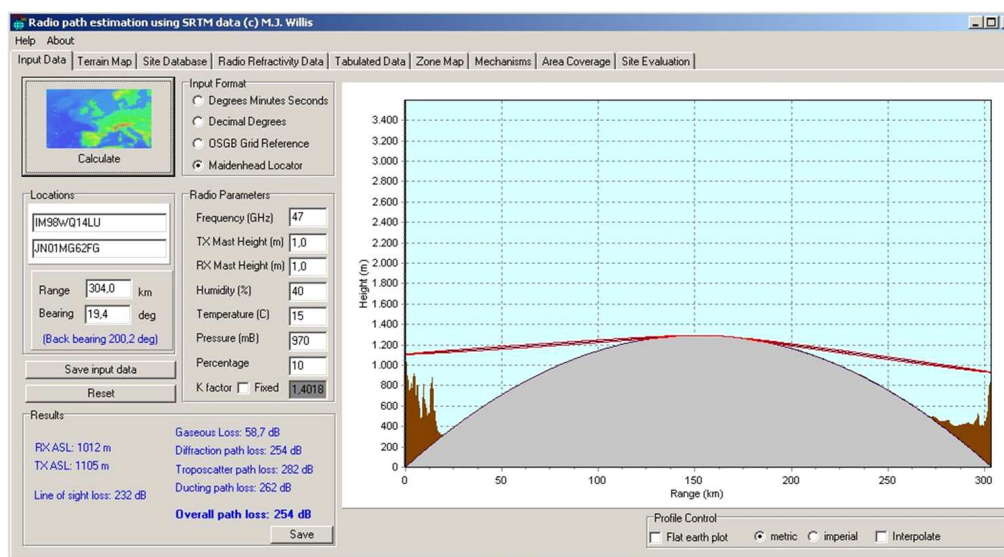 Radio path estimation using SRTM data (c) M.J. Willis
Help About
Input Data Terrain Map Site Database Radio Refractivity Data Tabulated Data Zone Map Mechanisms Area Coverage Site Evaluation
Calculate
Input Format
Degrees Minutes Seconds
Decimal Degrees
OSGB Grid Reference
Maidenhead Locator
Locations
IM98WQ14LU
JN01MG62FG
Range 304,0 km
Bearing 19,4 deg
(Back bearing 200,2 deg)
Save input data
Reset
Radio Parameters
Frequency (GHz) 47
TX Mast Height (m) 1,0
RX Mast Height (m) 1,0
Humidity (%) 40
Temperature (C) 15
Pressure (mB) 970
Percentage 10
K factor Fixed 1,4018
Results
RX ASL: 1012 m
TX ASL: 1105 m
Line of sight loss: 232 dB
Gaseous Loss: 58,7 dB
Diffraction path loss: 254 dB
Troposcatter path loss: 282 dB
Ducting path loss: 262 dB
Overall path loss: 254 dB
Save
Height (m)
3.400
3.200
3.000
2.800
2.600
2.400
2.200
2.000
1.800
1.600
1.400
1.200
1.000
800
600
400
200
0
0 50 100 150 200 250 300
Range (km)
Profile Control
Flat earth plot metric imperial Interpolate